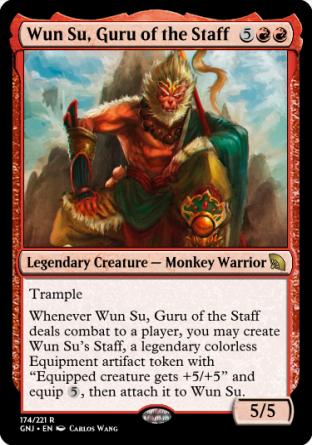 Wun Su, Guru of the Staff 5
Legendary Creature — Monkey Warrior
Trample
Whenever Wun Su, Guru of the Staff
deals combat to a player, you may create
Wun Su's Staff, a legendary colorless
Equipment artifact token with
“Equipped creature gets +5/+5” and
equip 5, then attach it to Wun Su.
5/5
174/221 R
GNJ • EN Carlos Wang